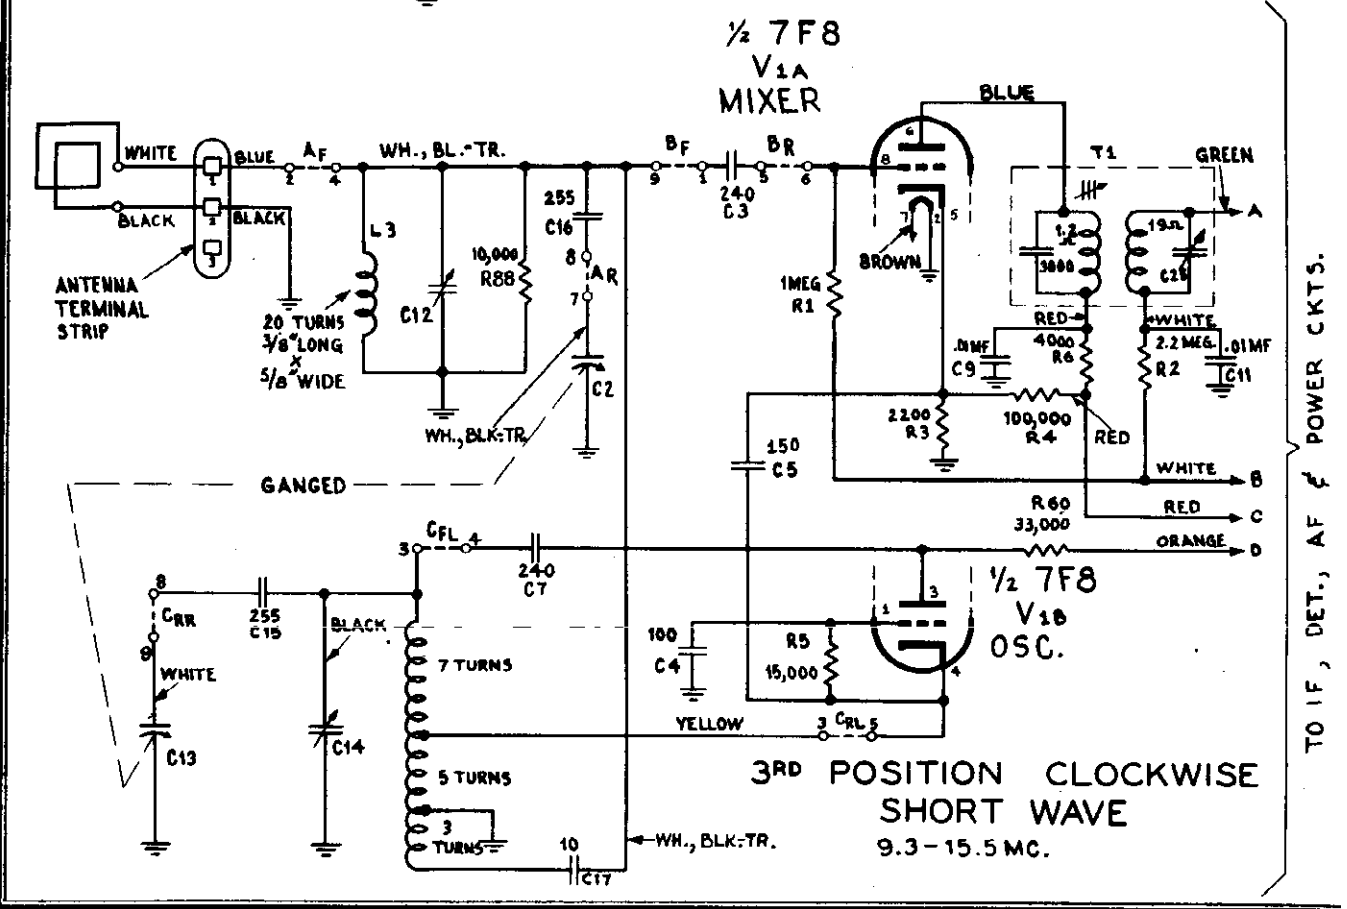 ½ 7F8
V1A
MIXER
BLUE
6
8
7
2
5
BROWN
T1
GREEN
A
WHITE
BLACK
1
2
3
BLUE
BLACK
ANTENNA
TERMINAL
STRIP
2
AF
4
WH., BL.-TR.
L3
20 TURNS
3/8" LONG
X
5/8" WIDE
C12
10,000
R88
255
C16
8
AR
7
C2
WH., BLK-TR.
BF
9
1
240
C3
BR
5
6
1MEG
R1
1.2
3000
19Ω
RED
WHITE
.01MF
C9
4000
R6
2.2 MEG.
R2
.01MF
C11
2200
R3
100,000
R4
RED
150
C5
WHITE
B
RED
C
R60
33,000
ORANGE
D
GANGED
3
CFL
4
240
C7
8
CRR
9
255
C15
WHITE
C13
BLACK
C14
7 TURNS
5 TURNS
3
TURNS
10
C17
WH., BLK-TR.
100
C4
R5
15,000
1
3
4
½ 7F8
V1B
OSC.
YELLOW
3
CRL
5
3RD POSITION CLOCKWISE
SHORT WAVE
9.3-15.5 MC.
TO IF, DET., AF & POWER CKTS.